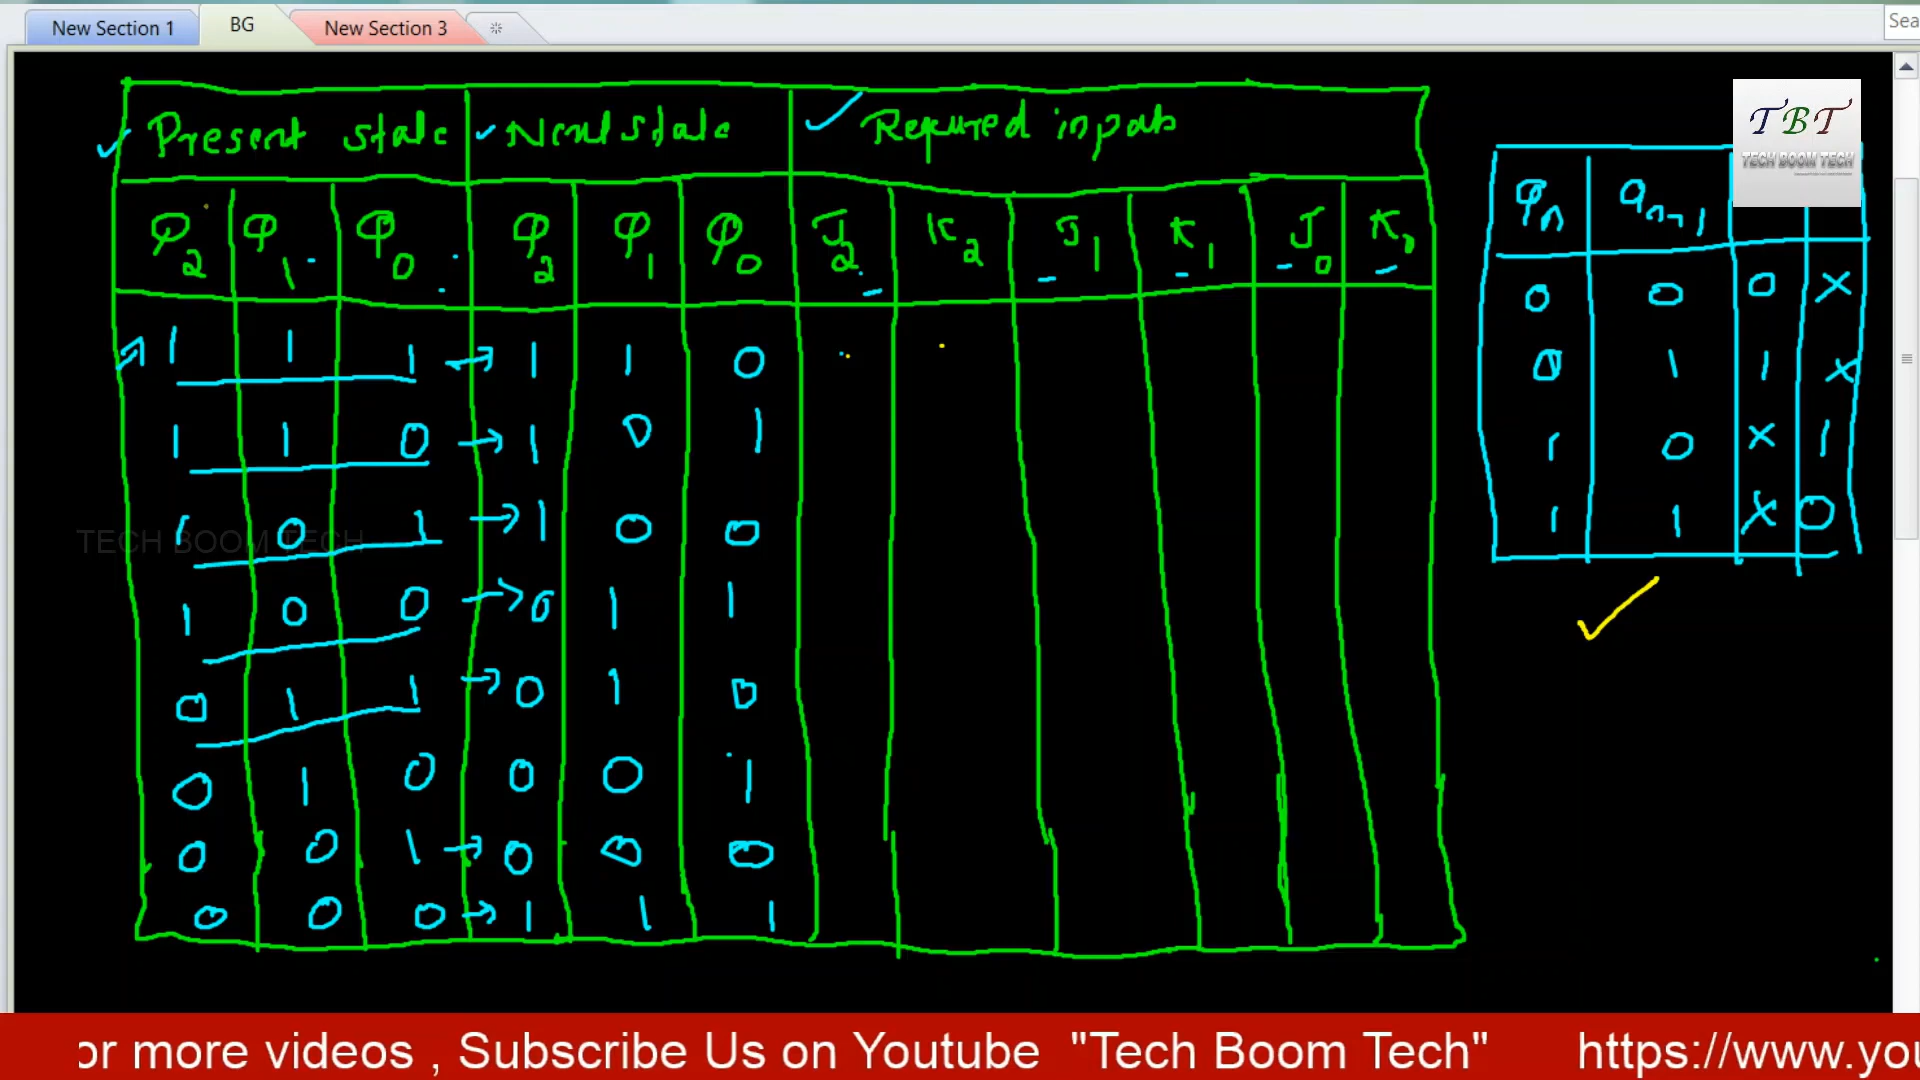 New Section 1 BG New Section 3
Sea
TBT
TECH BOOM TECH
Present state Next state Required inputs
Q2 Q1 Q0 Q2 Q1 Q0 J2 K2 J1 K1 J0 K0
1 1 1 → 1 1 0
1 1 0 → 1 0 1
1 0 1 → 1 0 0
1 0 0 → 0 1 1
0 1 1 → 0 1 0
0 1 0 0 0 1
0 0 1 → 0 0 0
0 0 0 → 1 1 1
Qn Qn+1
0 0 0 X
0 1 1 X
1 0 X 1
1 1 X 0
TECH BOOM TECH
or more videos , Subscribe Us on Youtube "Tech Boom Tech" https://www.you